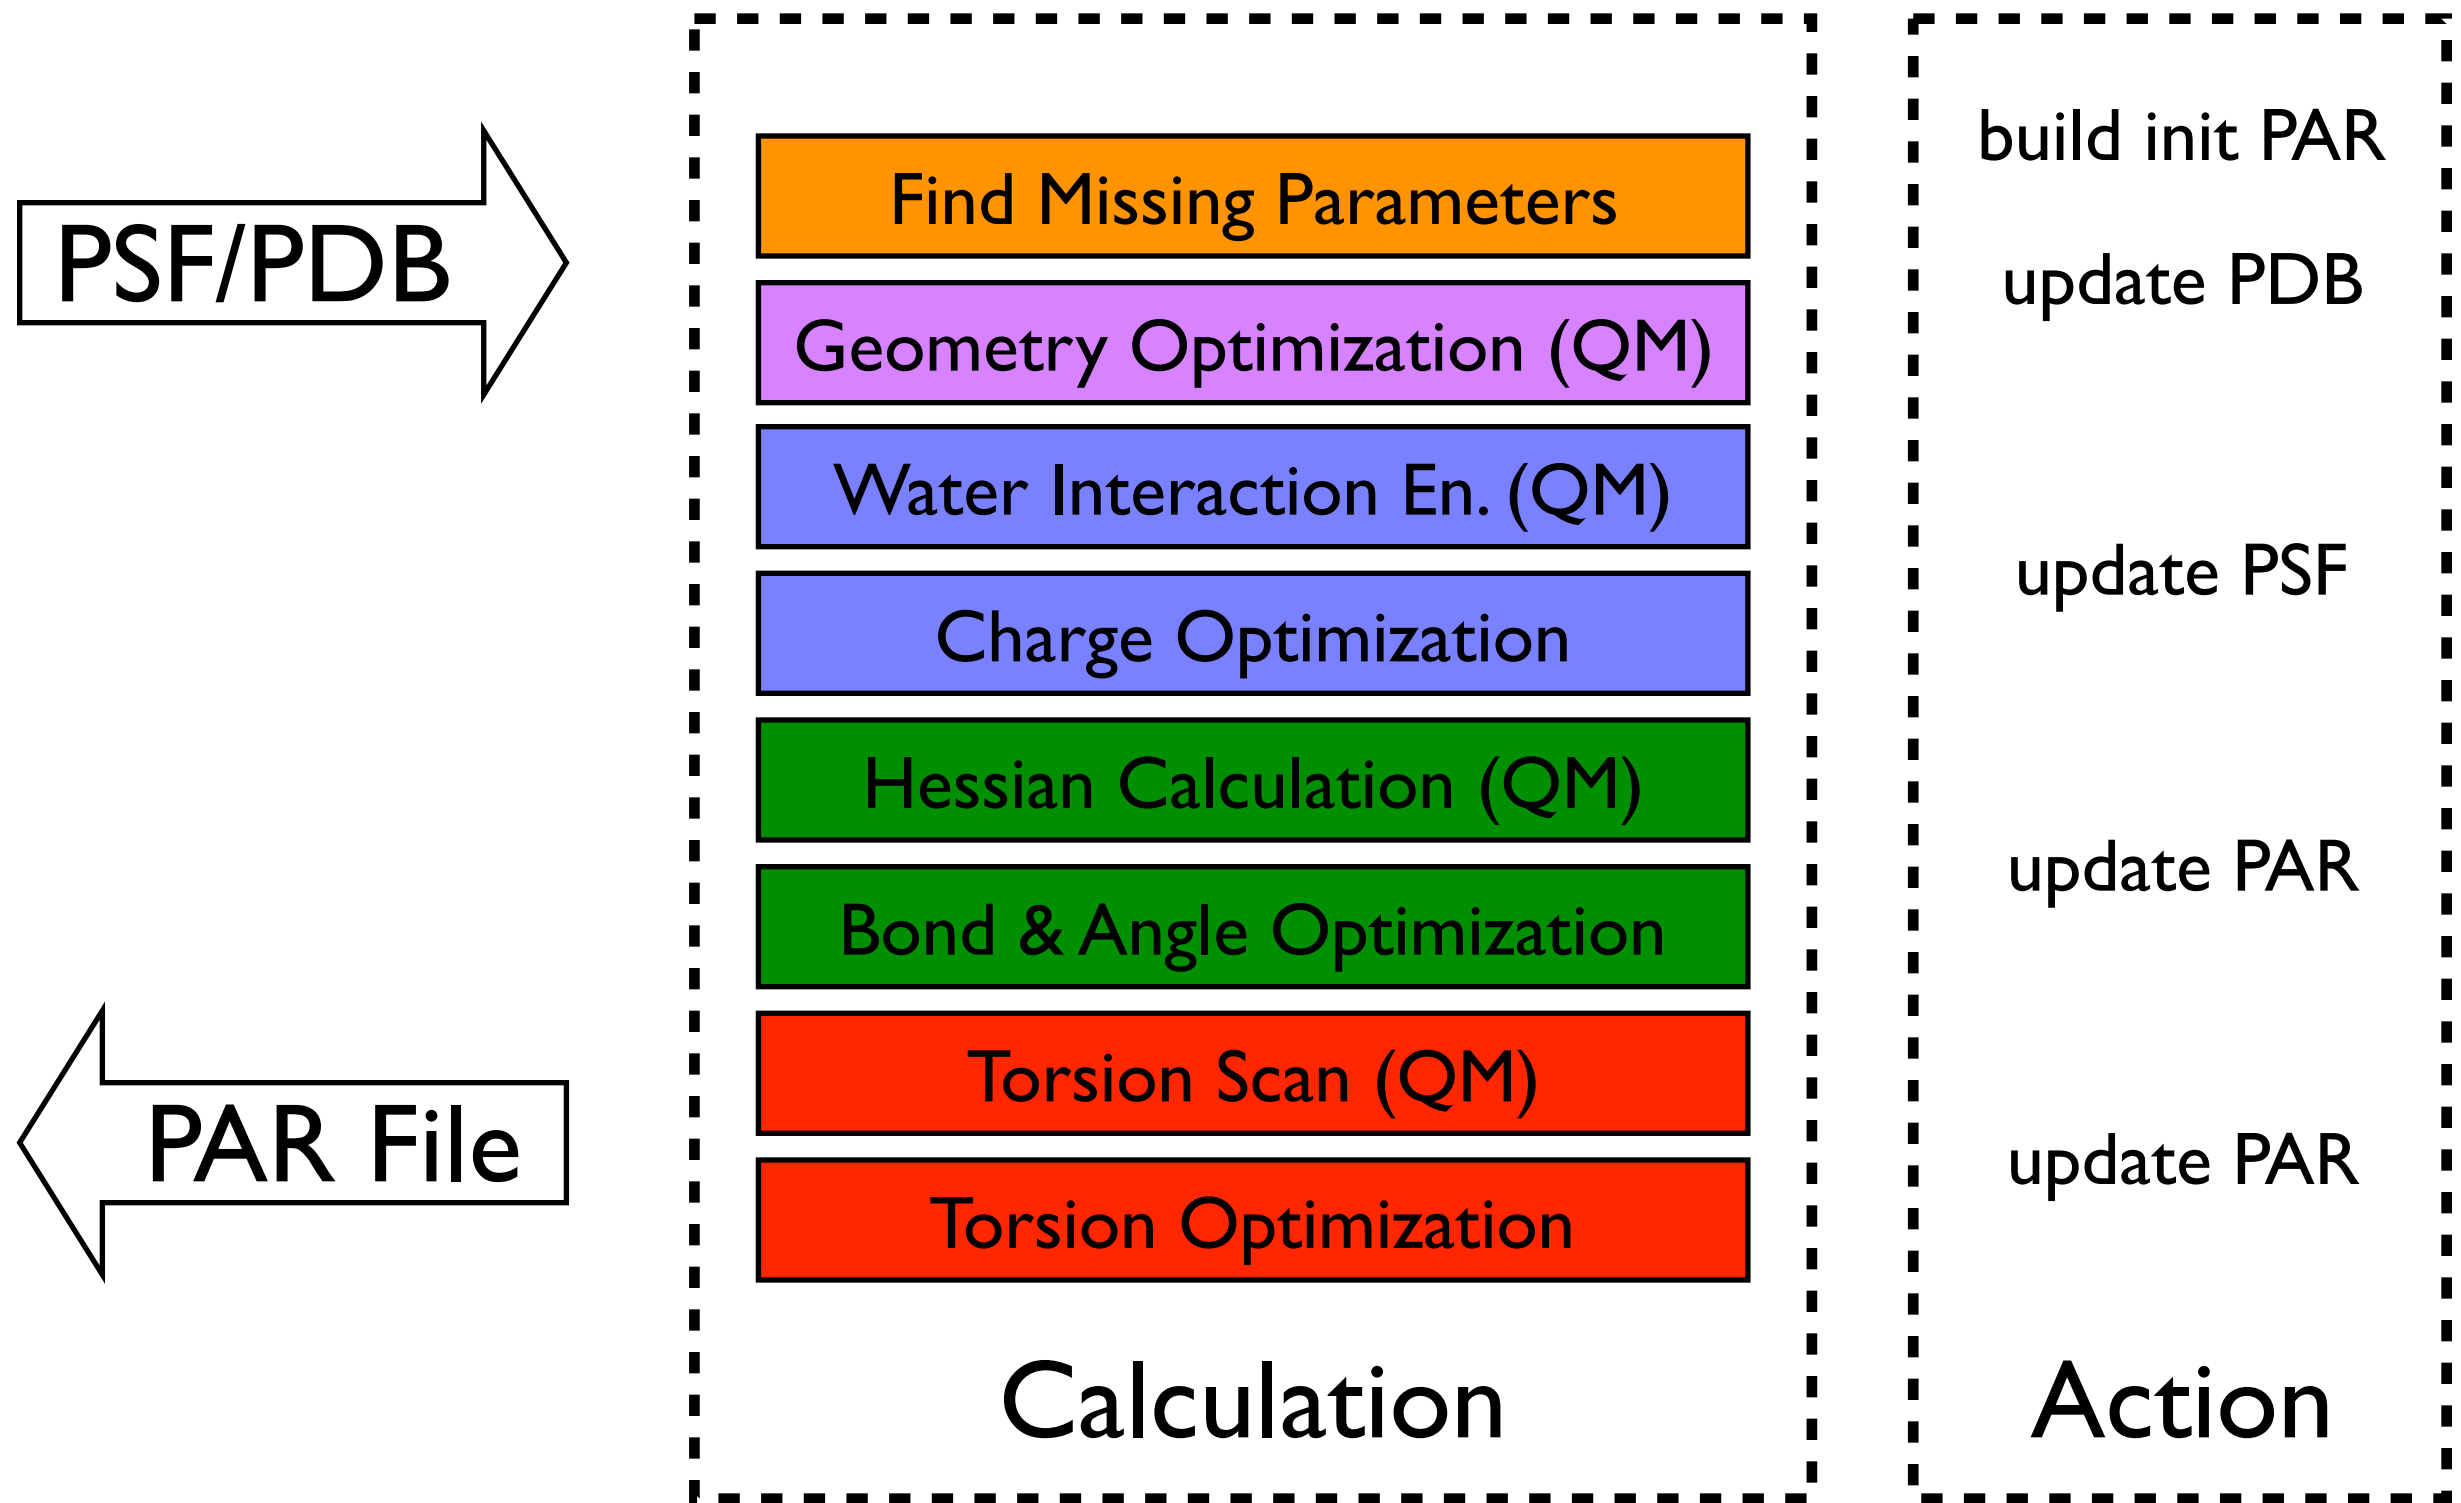 PSF/PDB
PAR File
Find Missing Parameters
Geometry Optimization (QM)
Water Interaction En. (QM)
Charge Optimization
Hessian Calculation (QM)
Bond & Angle Optimization
Torsion Scan (QM)
Torsion Optimization
Calculation
build init PAR
update PDB
update PSF
update PAR
update PAR
Action